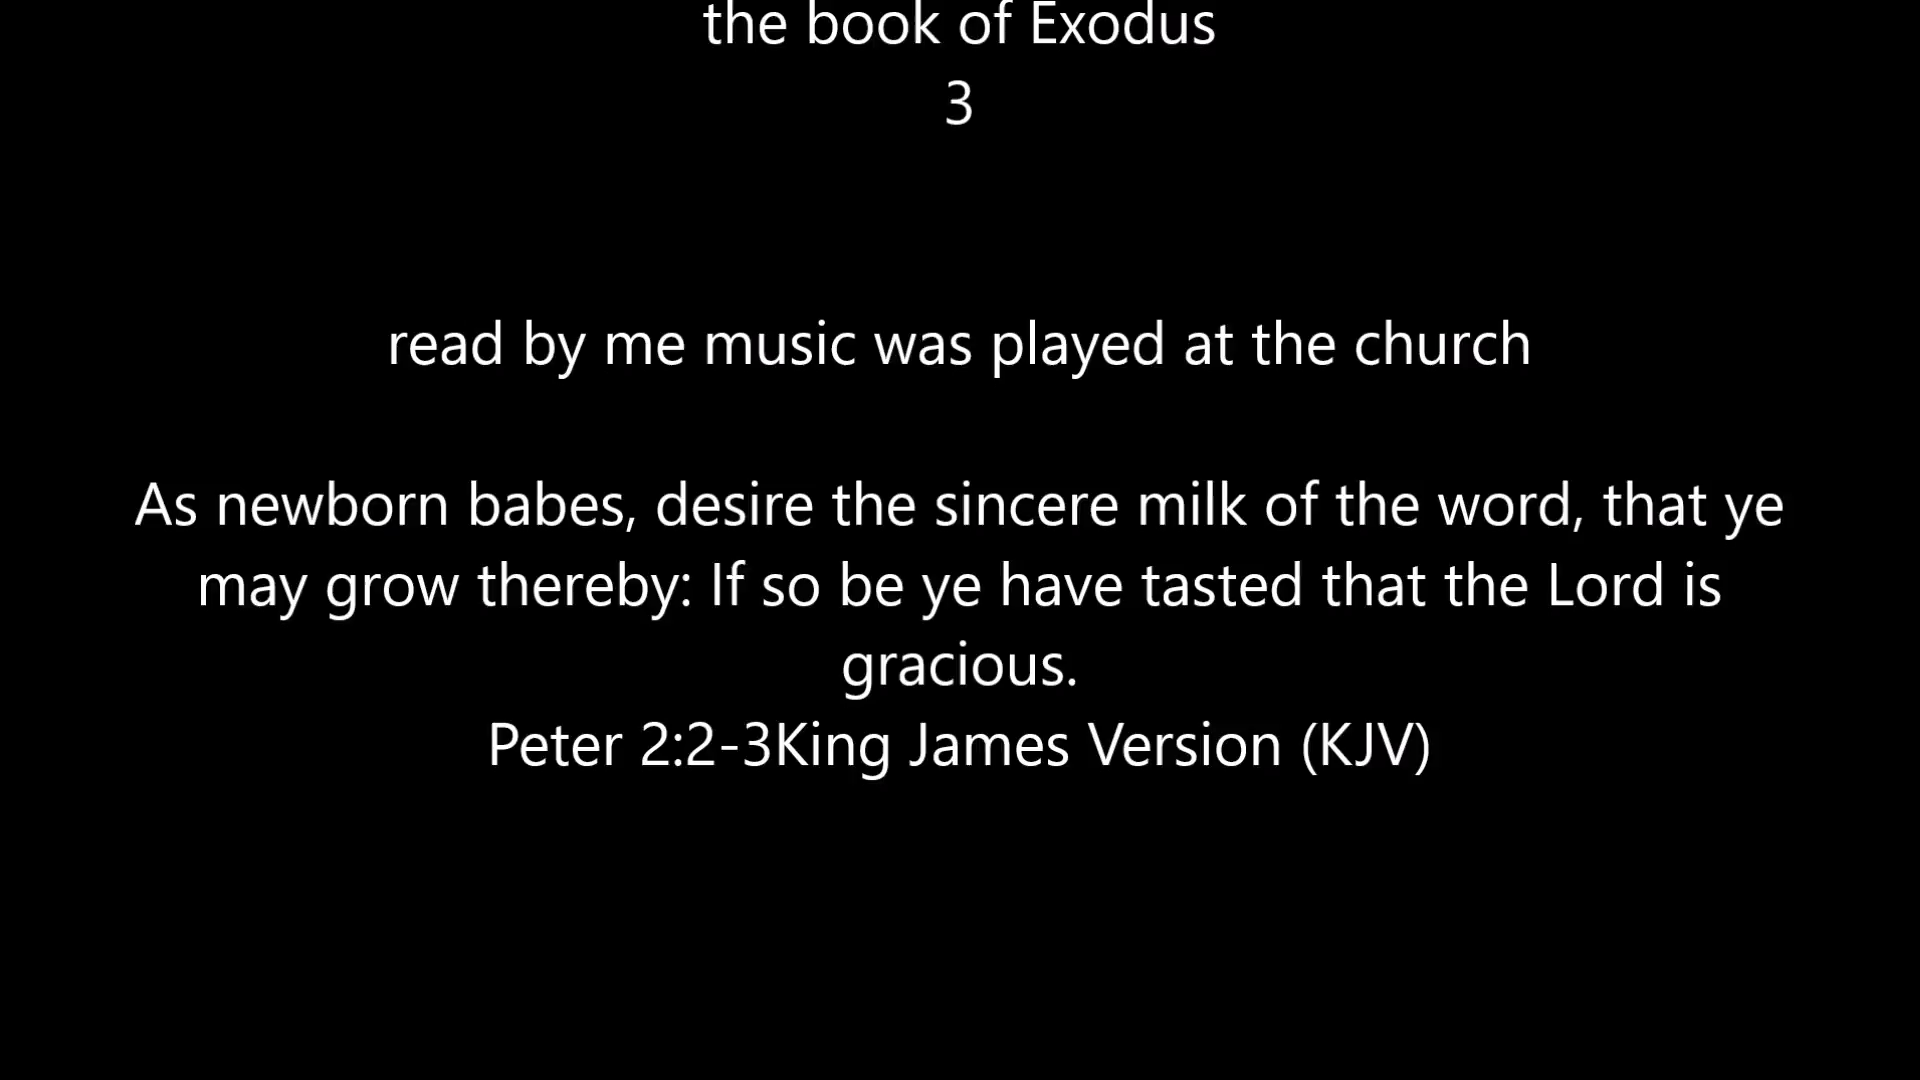 the book of Exodus
3
read by me music was played at the church
As newborn babes, desire the sincere milk of the word, that ye
may grow thereby: If so be ye have tasted that the Lord is
gracious.
Peter 2:2-3King James Version (KJV)